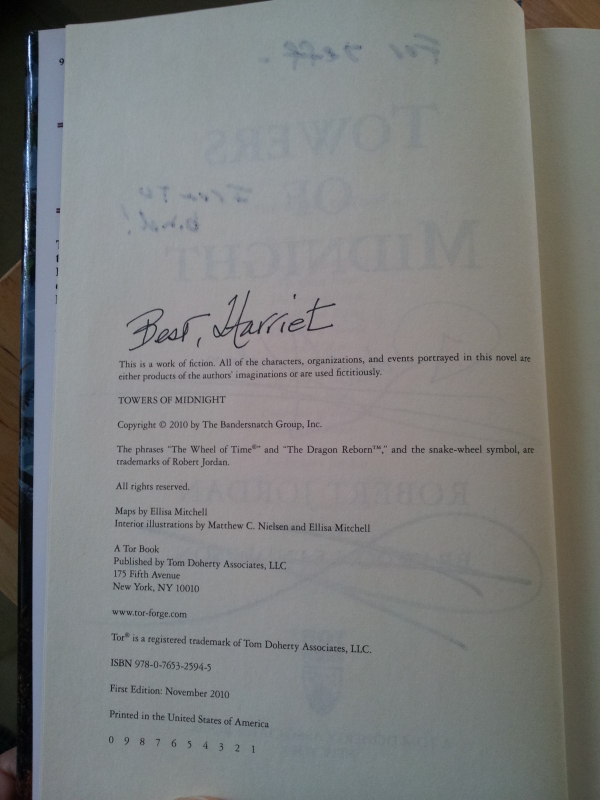 Best, Harriet
This is a work of fiction. All of the characters, organizations, and events portrayed in this novel are
either products of the authors' imaginations or are used fictitiously.
TOWERS OF MIDNIGHT
Copyright © 2010 by The Bandersnatch Group, Inc.
The phrases "The Wheel of Time®" and "The Dragon Reborn™," and the snake-wheel symbol, are
trademarks of Robert Jordan.
All rights reserved.
Maps by Ellisa Mitchell
Interior illustrations by Matthew C. Nielsen and Ellisa Mitchell
A Tor Book
Published by Tom Doherty Associates, LLC
175 Fifth Avenue
New York, NY 10010
www.tor-forge.com
Tor® is a registered trademark of Tom Doherty Associates, LLC.
ISBN 978-0-7653-2594-5
First Edition: November 2010
Printed in the United States of America
0 9 8 7 6 5 4 3 2 1